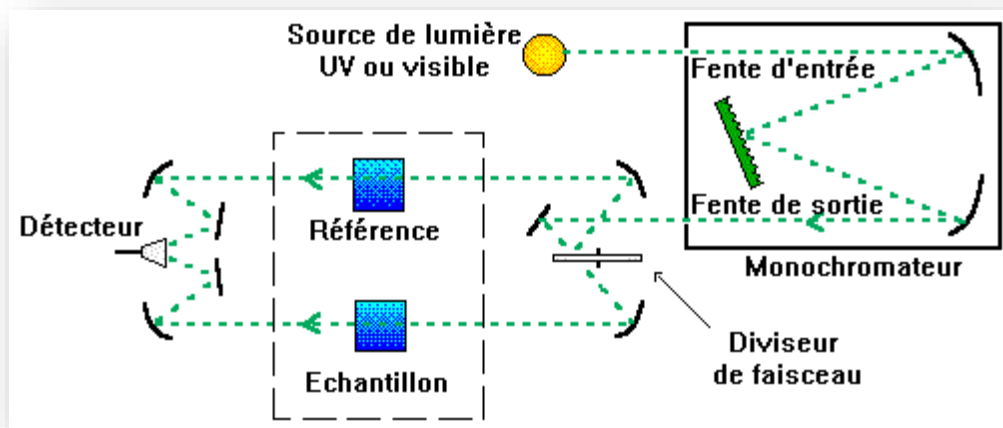 Source de lumière
UV ou visible
Fente d'entrée
Fente de sortie
Monochromateur
Référence
Détecteur
Echantillon
Diviseur
de faisceau